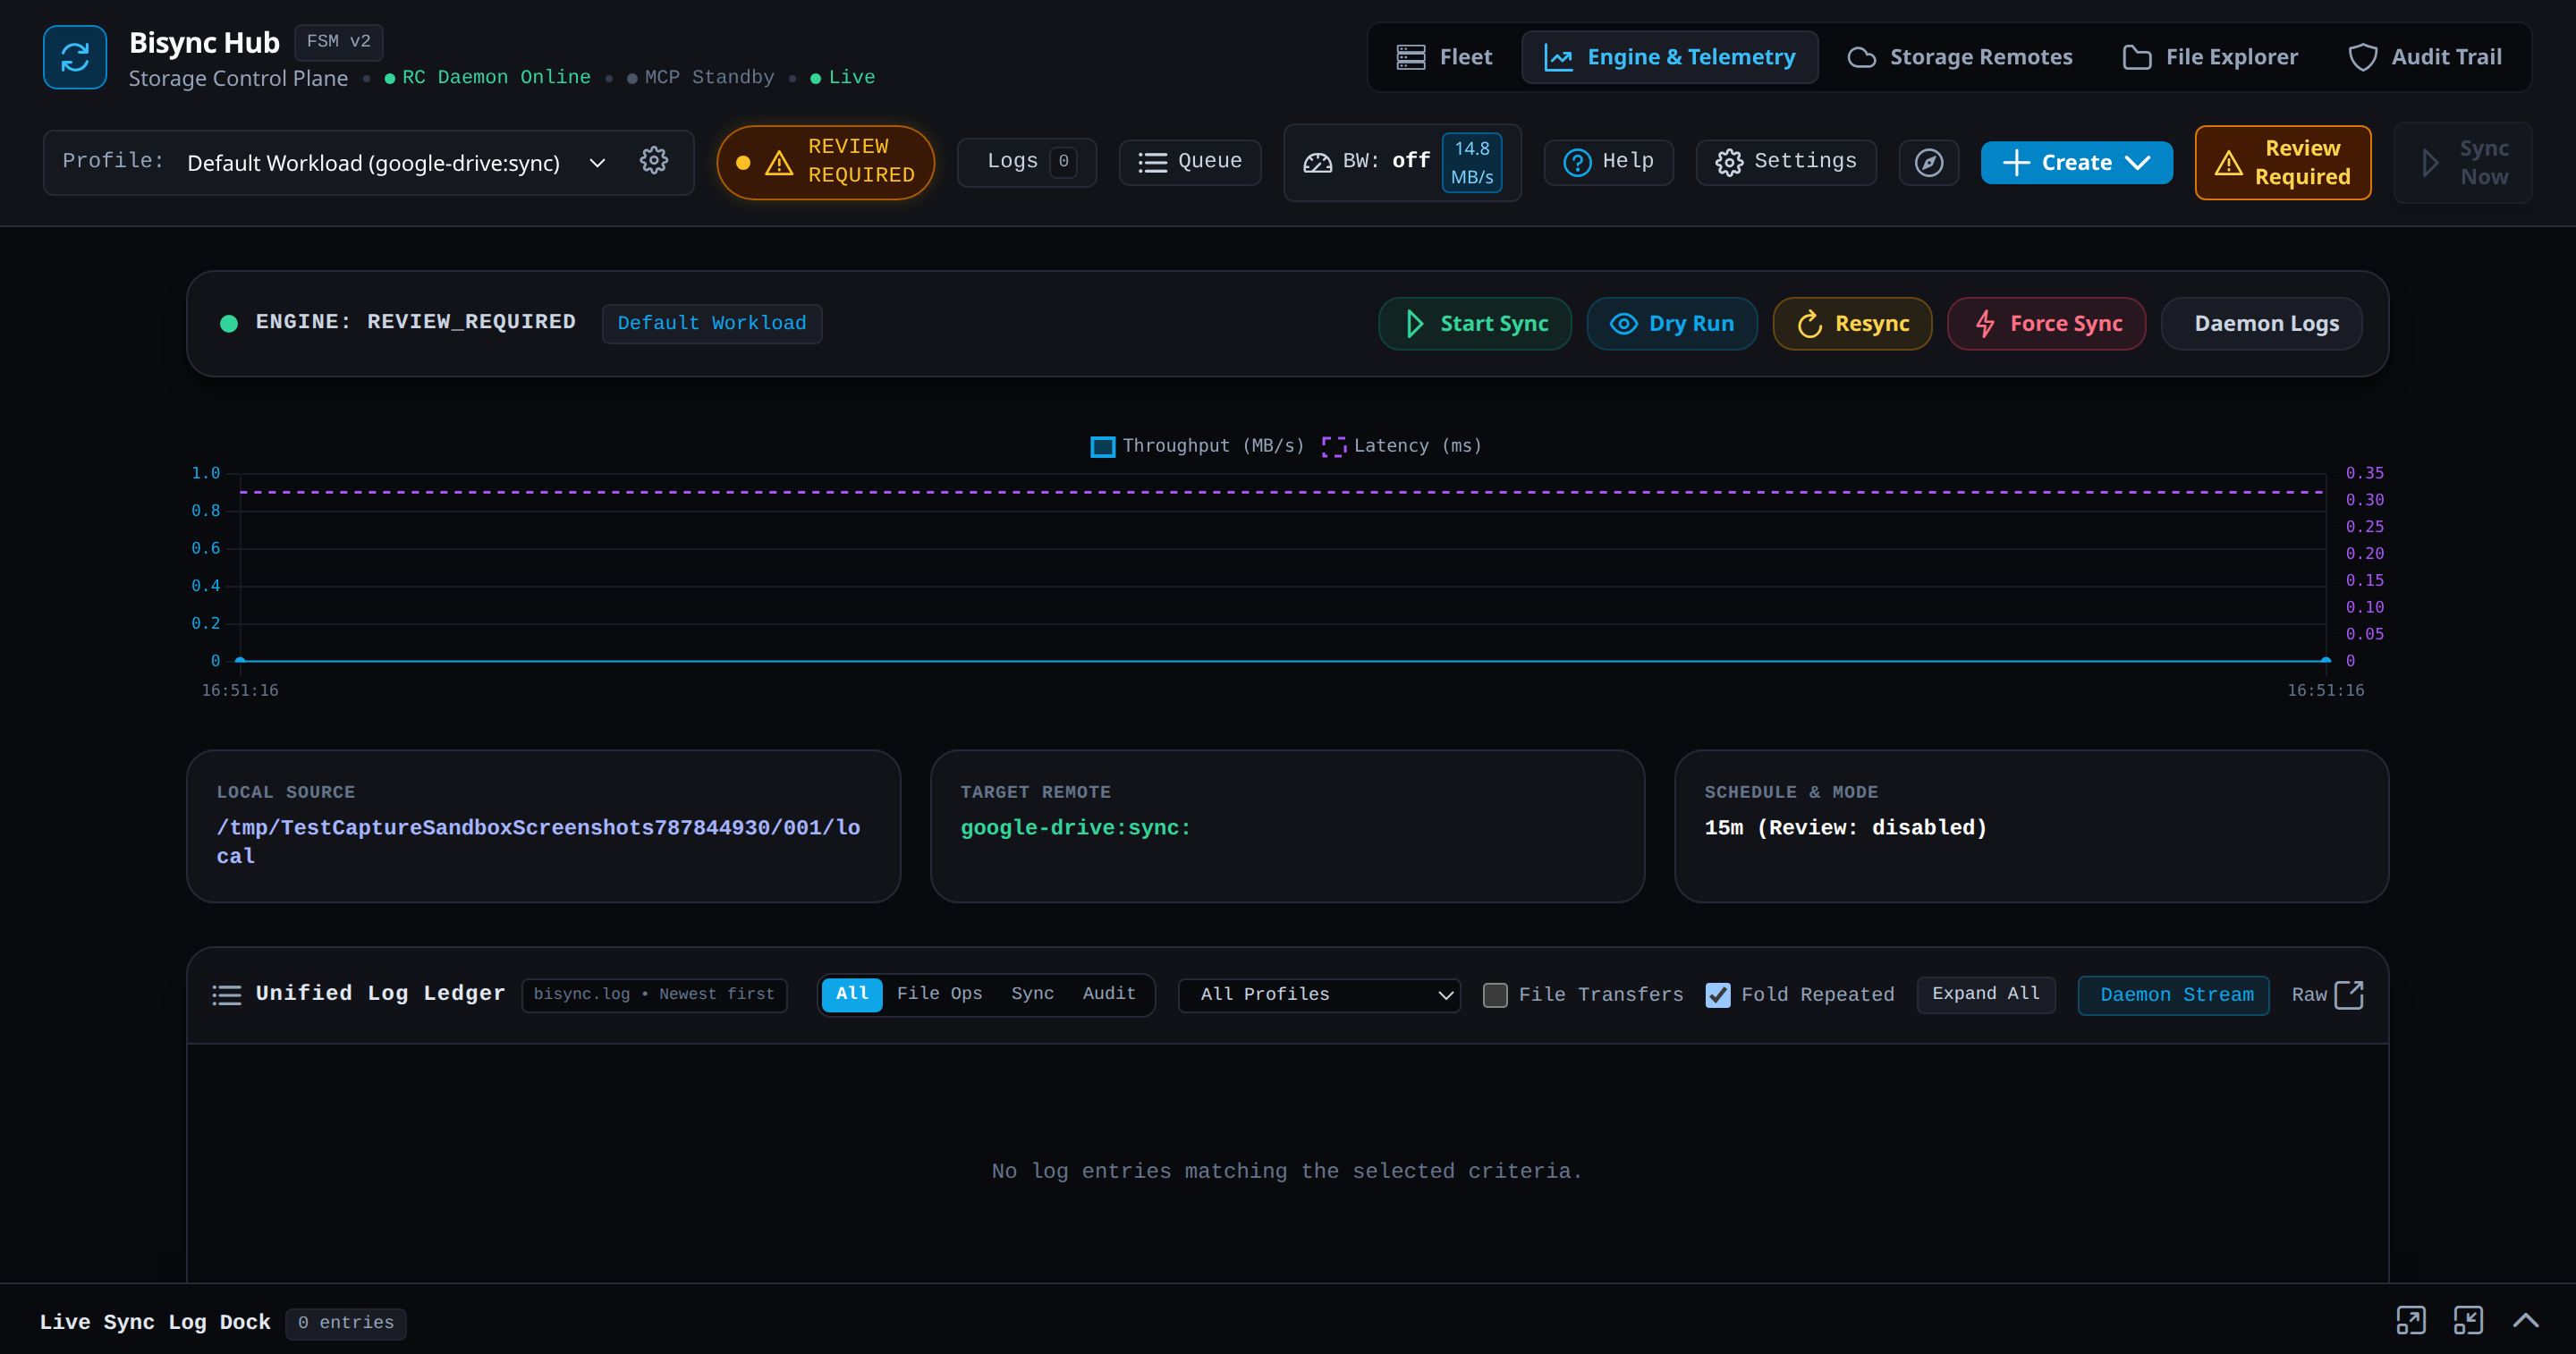 Bisync Hub FSM v2
Storage Control Plane • RC Daemon Online • MCP Standby • Live
Fleet Engine & Telemetry Storage Remotes File Explorer Audit Trail
Profile: Default Workload (google-drive:sync)
REVIEW
REQUIRED
Logs 0
Queue
BW: off
14.8
MB/s
Help
Settings
Create
Review
Required
Sync
Now
ENGINE: REVIEW_REQUIRED Default Workload
Start Sync Dry Run Resync Force Sync Daemon Logs
Throughput (MB/s) Latency (ms)
1.0
0.8
0.6
0.4
0.2
0
0.35
0.30
0.25
0.20
0.15
0.10
0.05
0
16:51:16 16:51:16
LOCAL SOURCE
/tmp/TestCaptureSandboxScreenshots787844930/001/lo
cal
TARGET REMOTE
google-drive:sync:
SCHEDULE & MODE
15m (Review: disabled)
Unified Log Ledger bisync.log • Newest first All File Ops Sync Audit All Profiles File Transfers Fold Repeated Expand All Daemon Stream Raw
No log entries matching the selected criteria.
Live Sync Log Dock 0 entries